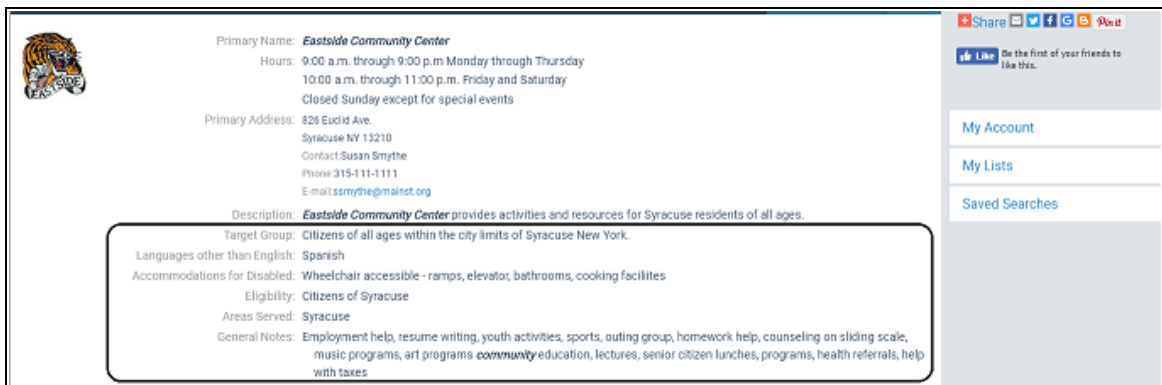 EASTSIDE
Primary Name: Eastside Community Center
Hours: 9:00 a.m. through 9:00 p.m Monday through Thursday
10:00 a.m. through 11:00 p.m. Friday and Saturday
Closed Sunday except for special events
Primary Address: 826 Euclid Ave.
Syracuse NY 13210
Contact:Susan Smythe
Phone:315-111-1111
E-mail:ssmythe@mainst.org
Description: Eastside Community Center provides activities and resources for Syracuse residents of all ages.
Target Group: Citizens of all ages within the city limits of Syracuse New York.
Languages other than English: Spanish
Accommodations for Disabled: Wheelchair accessible - ramps, elevator, bathrooms, cooking faciliites
Eligibility: Citizens of Syracuse
Areas Served: Syracuse
General Notes: Employment help, resume writing, youth activities, sports, outing group, homework help, counseling on sliding scale,
music programs, art programs community education, lectures, senior citizen lunches, programs, health referrals, help
with taxes
Share
Pin it
Like Be the first of your friends to
like this.
My Account
My Lists
Saved Searches